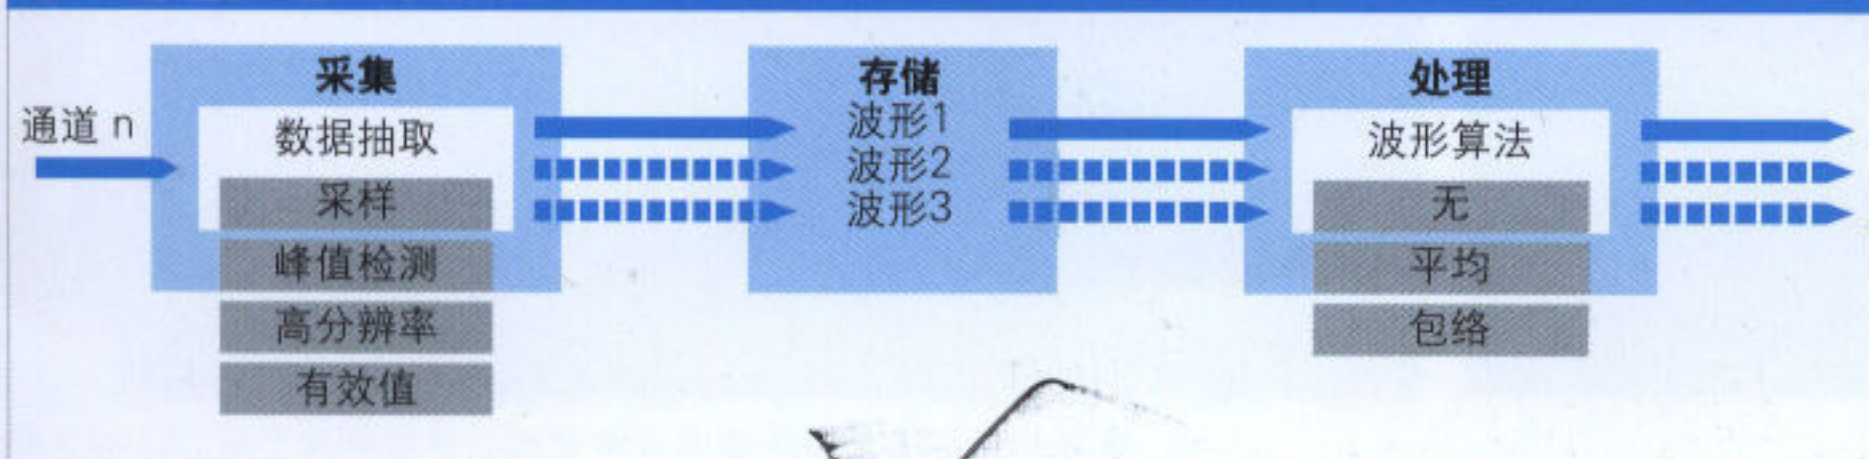 通道 n
采集
数据抽取
采样
峰值检测
高分辨率
有效值
存储
波形1
波形2
波形3
处理
波形算法
无
平均
包络